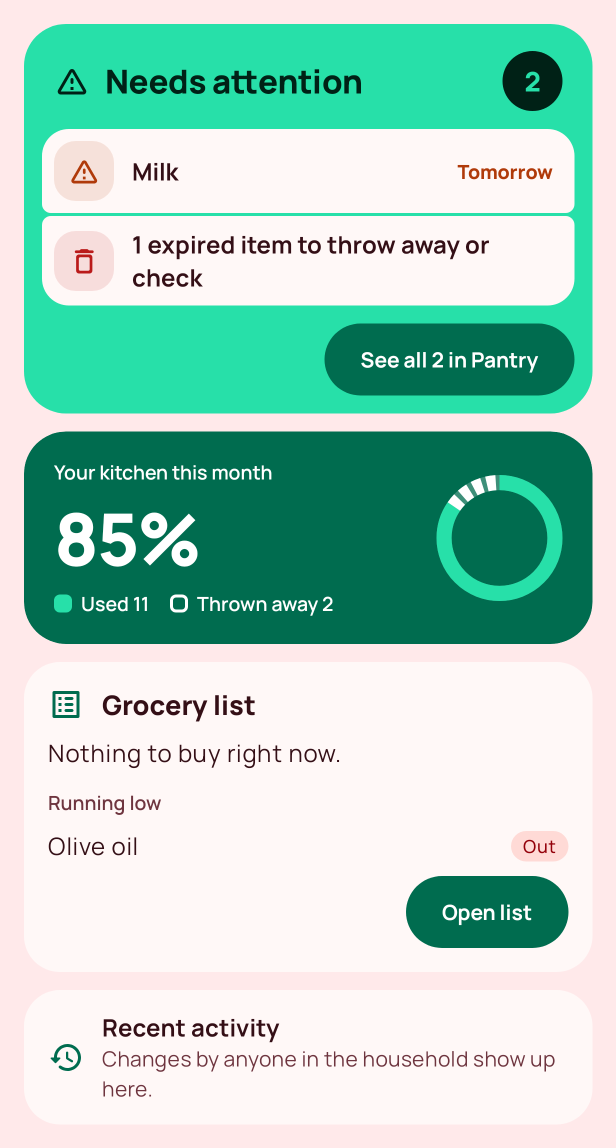 Needs attention
2
Milk
Tomorrow
1 expired item to throw away or
check
See all 2 in Pantry
Your kitchen this month
85%
Used 11
Thrown away 2
Grocery list
Nothing to buy right now.
Running low
Olive oil
Out
Open list
Recent activity
Changes by anyone in the household show up
here.